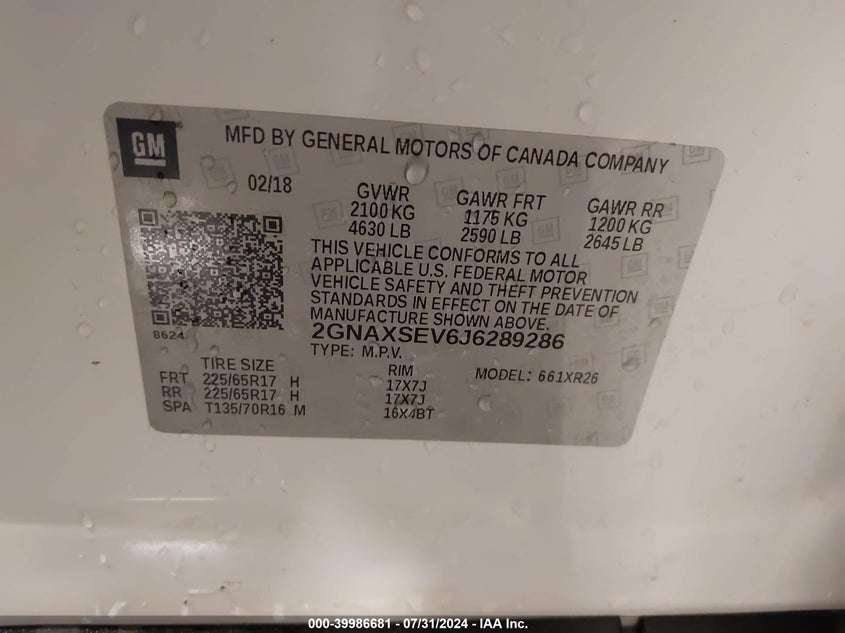 GM
MFD BY GENERAL MOTORS OF CANADA COMPANY
02/18
GVWR GAWR FRT GAWR RR
2100 KG 1175 KG 1200 KG
4630 LB 2590 LB 2645 LB
THIS VEHICLE CONFORMS TO ALL
APPLICABLE U.S. FEDERAL MOTOR
VEHICLE SAFETY AND THEFT PREVENTION
STANDARDS IN EFFECT ON THE DATE OF
MANUFACTURE SHOWN ABOVE.
8624
2GNAXSEV6J6289286
TYPE: M.P.V.
TIRE SIZE RIM MODEL: 661XR26
FRT 225/65R17 H 17X7J
RR 225/65R17 H 17X7J
SPA T135/70R16 M 16X4BT
000-39986681 - 07/31/2024 - IAA Inc.